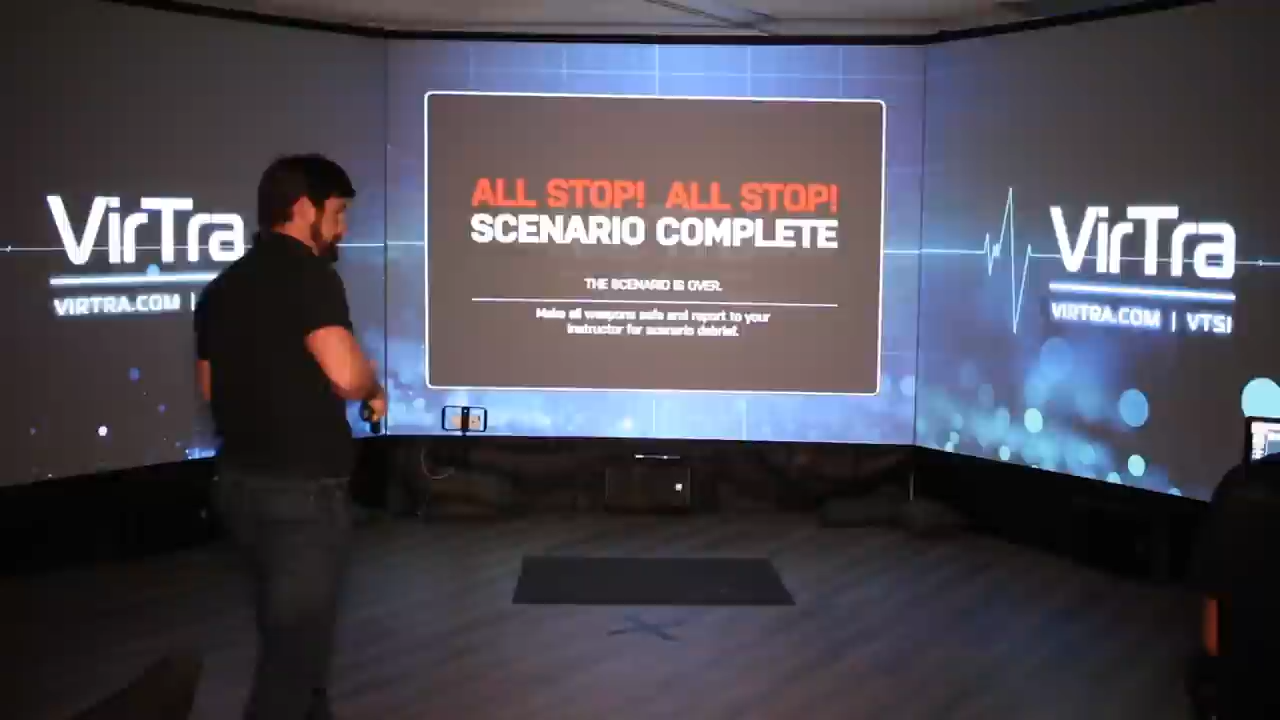 VirTra
VIRTRA.COM |
ALL STOP! ALL STOP!
SCENARIO COMPLETE
THE SCENARIO IS OVER.
Make all weapons safe and report to your
instructor for scenario debrief.
VirTra
VIRTRA.COM | VTSI